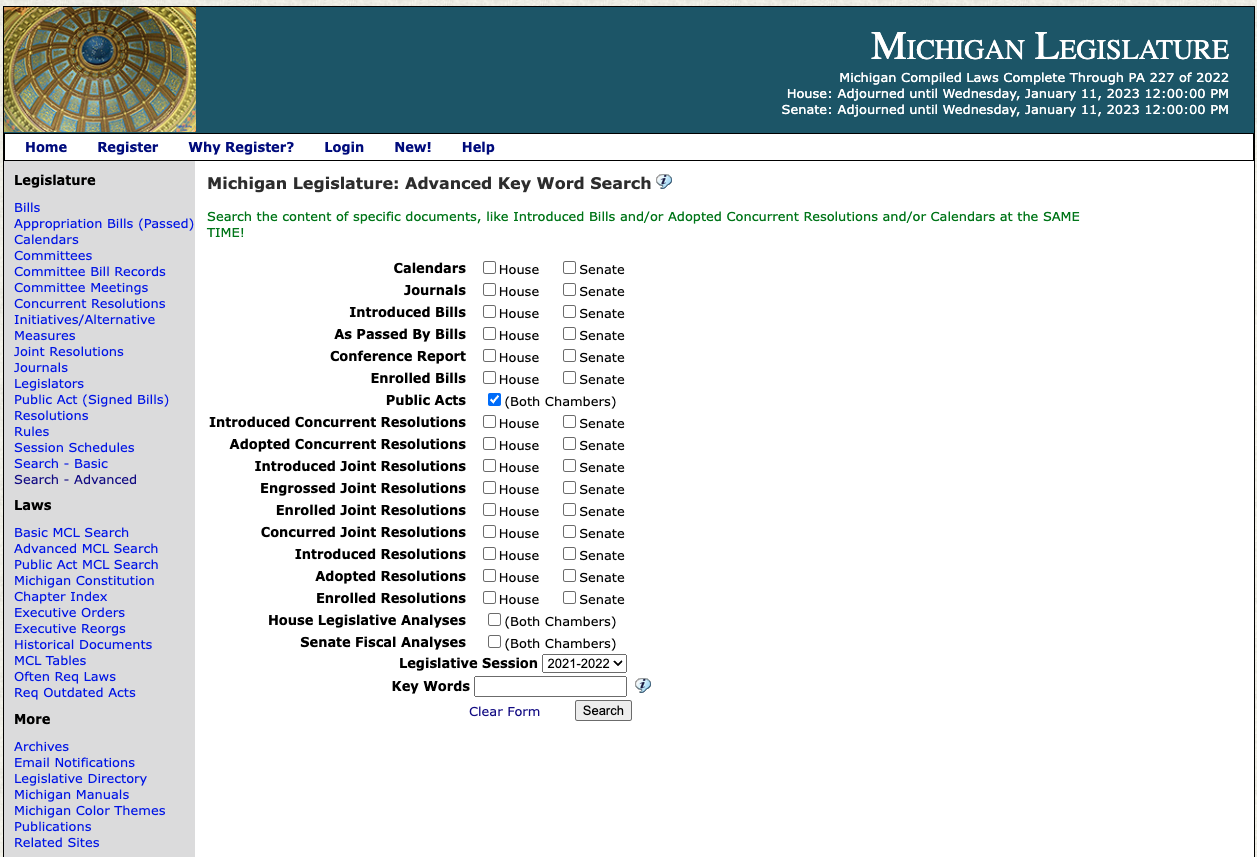 MICHIGAN LEGISLATURE
Michigan Compiled Laws Complete Through PA 227 of 2022
House: Adjourned until Wednesday, January 11, 2023 12:00:00 PM
Senate: Adjourned until Wednesday, January 11, 2023 12:00:00 PM
Home Register Why Register? Login New! Help
Legislature
Bills
Appropriation Bills (Passed)
Calendars
Committees
Committee Bill Records
Committee Meetings
Concurrent Resolutions
Initiatives/Alternative
Measures
Joint Resolutions
Journals
Legislators
Public Act (Signed Bills)
Resolutions
Rules
Session Schedules
Search - Basic
Search - Advanced
Laws
Basic MCL Search
Advanced MCL Search
Public Act MCL Search
Michigan Constitution
Chapter Index
Executive Orders
Executive Reorgs
Historical Documents
MCL Tables
Often Req Laws
Req Outdated Acts
More
Archives
Email Notifications
Legislative Directory
Michigan Manuals
Michigan Color Themes
Publications
Related Sites
Michigan Legislature: Advanced Key Word Search
Search the content of specific documents, like Introduced Bills and/or Adopted Concurrent Resolutions and/or Calendars at the SAME
TIME!
Calendars House Senate
Journals House Senate
Introduced Bills House Senate
As Passed By Bills House Senate
Conference Report House Senate
Enrolled Bills House Senate
Public Acts (Both Chambers)
Introduced Concurrent Resolutions House Senate
Adopted Concurrent Resolutions House Senate
Introduced Joint Resolutions House Senate
Engrossed Joint Resolutions House Senate
Enrolled Joint Resolutions House Senate
Concurred Joint Resolutions House Senate
Introduced Resolutions House Senate
Adopted Resolutions House Senate
Enrolled Resolutions House Senate
House Legislative Analyses (Both Chambers)
Senate Fiscal Analyses (Both Chambers)
Legislative Session 2021-2022
Key Words
Clear Form Search